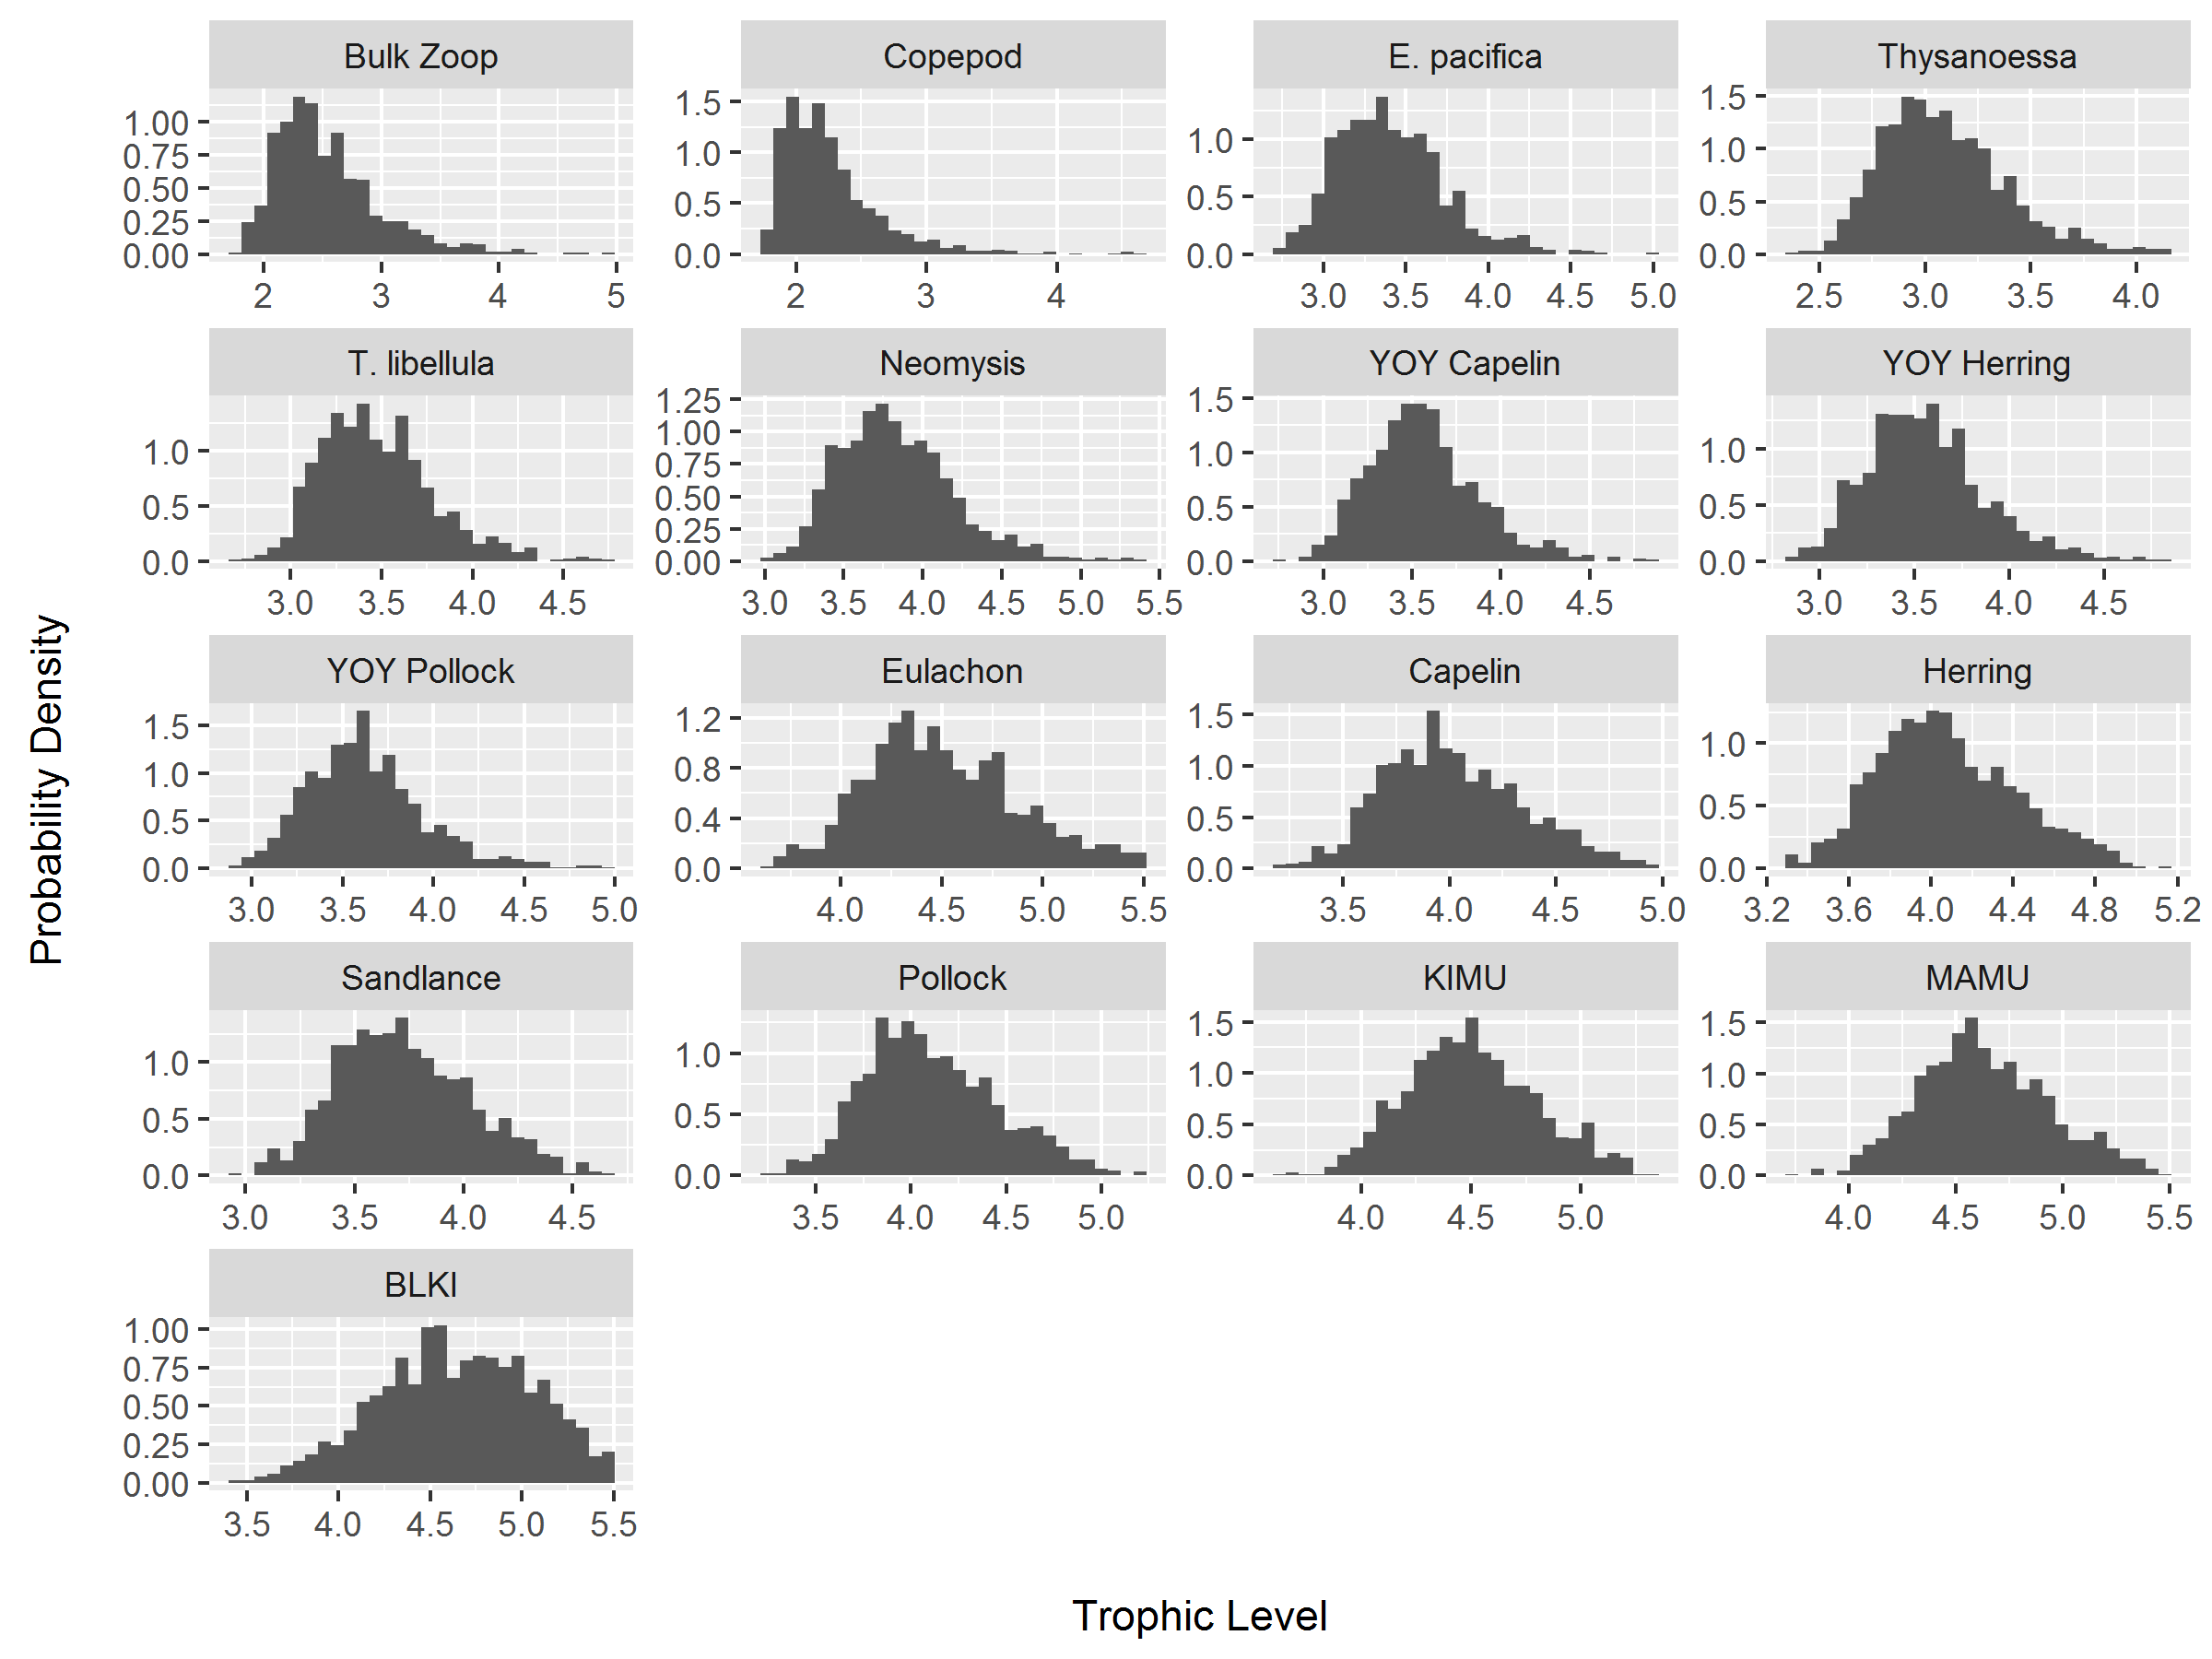 Bulk Zoop
Copepod
E. pacifica
Thysanoessa
1.00
0.75
0.50
0.25
0.00
1.5
1.0
0.5
0.0
1.0
0.5
0.0
1.5
1.0
0.5
0.0
2 3 4 5
2 3 4
3.0 3.5 4.0 4.5 5.0
2.5 3.0 3.5 4.0
T. libellula
Neomysis
YOY Capelin
YOY Herring
1.0
0.5
0.0
1.25
1.00
0.75
0.50
0.25
0.00
1.5
1.0
0.5
0.0
1.0
0.5
0.0
3.0 3.5 4.0 4.5
3.0 3.5 4.0 4.5 5.0 5.5
3.0 3.5 4.0 4.5
3.0 3.5 4.0 4.5
Probability Density
YOY Pollock
Eulachon
Capelin
Herring
1.5
1.0
0.5
0.0
1.2
0.8
0.4
0.0
1.5
1.0
0.5
0.0
1.0
0.5
0.0
3.0 3.5 4.0 4.5 5.0
4.0 4.5 5.0 5.5
3.5 4.0 4.5 5.0
3.2 3.6 4.0 4.4 4.8 5.2
Sandlance
Pollock
KIMU
MAMU
1.0
0.5
0.0
1.0
0.5
0.0
1.5
1.0
0.5
0.0
1.5
1.0
0.5
0.0
3.0 3.5 4.0 4.5
3.5 4.0 4.5 5.0
4.0 4.5 5.0
4.0 4.5 5.0 5.5
BLKI
1.00
0.75
0.50
0.25
0.00
3.5 4.0 4.5 5.0 5.5
Trophic Level